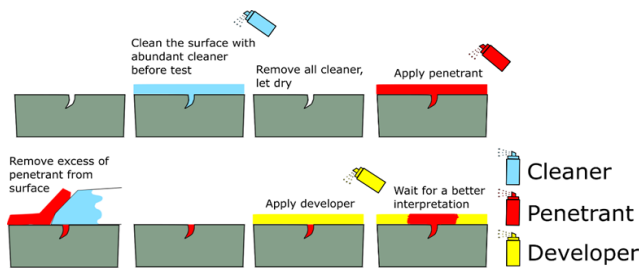 Clean the surface with
abundant cleaner
before test
Remove all cleaner,
let dry
Apply penetrant
Remove excess of
penetrant from
surface
Apply developer
Wait for a better
interpretation
Cleaner
Penetrant
Developer